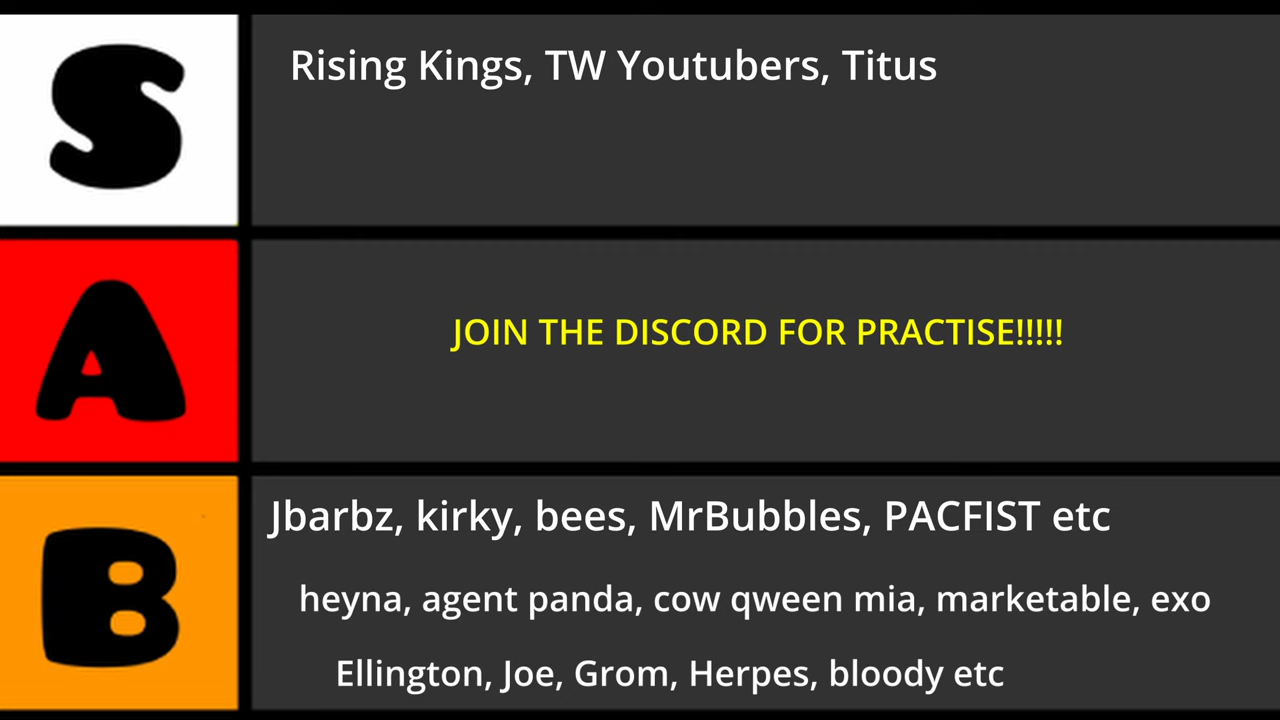 S
Rising Kings, TW Youtubers, Titus
A
JOIN THE DISCORD FOR PRACTISE!!!!!
B
Jbarbz, kirky, bees, MrBubbles, PACFIST etc
heyna, agent panda, cow qween mia, marketable, exo
Ellington, Joe, Grom, Herpes, bloody etc